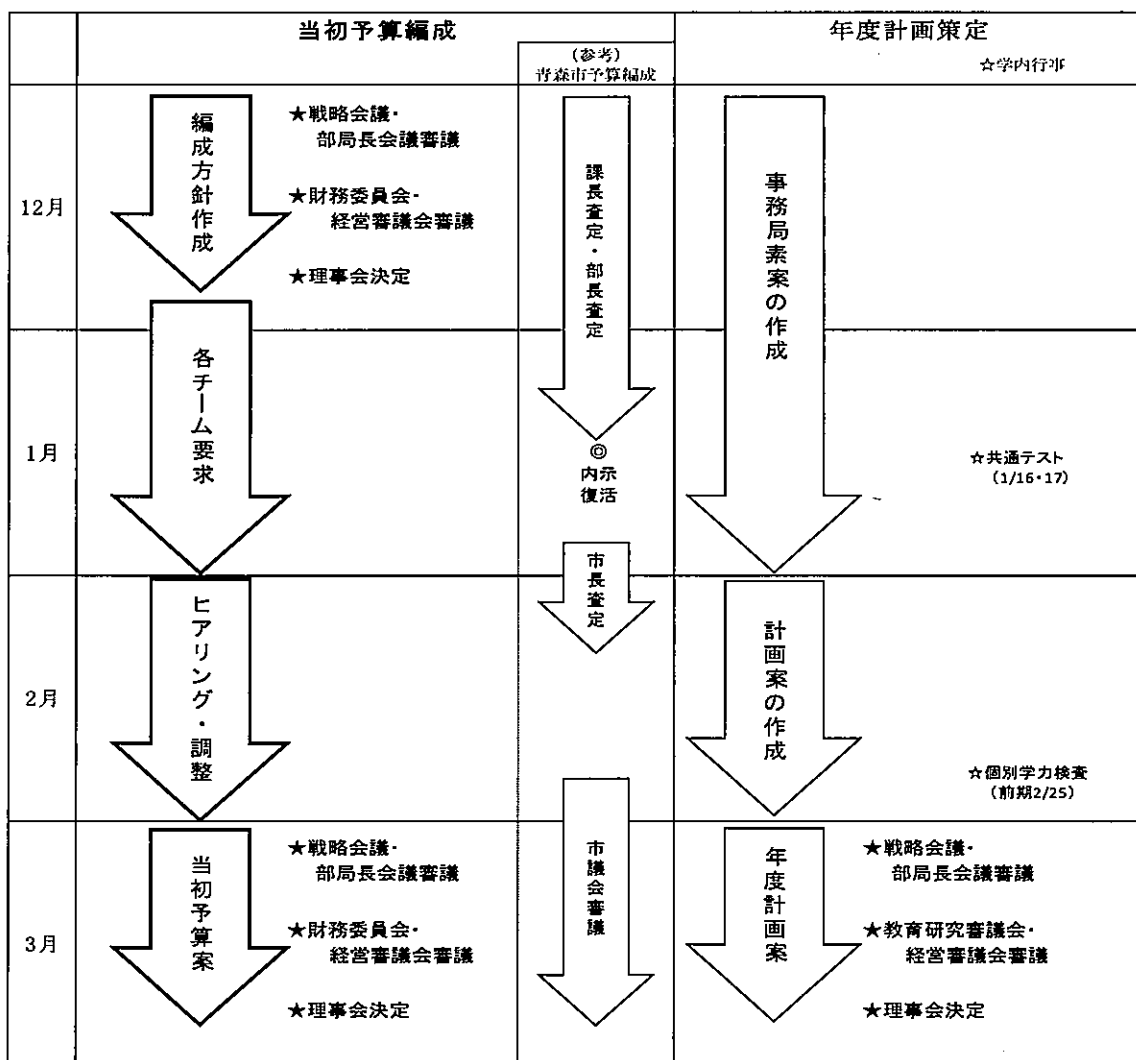 当初予算編成
年度計画策定
(参考)
青森市予算編成
☆学内行事
12月
編成方針作成
★戦略会議・
部局長会議審議
★財務委員会・
経営審議会審議
★理事会決定
課長査定・部長査定
事務局素案の作成
1月
各チーム要求
◎
内示
復活
☆共通テスト
(1/16・17)
市長査定
2月
ヒアリング・調整
計画案の作成
☆個別学力検査
(前期2/25)
3月
当初予算案
★戦略会議・
部局長会議審議
★財務委員会・
経営審議会審議
★理事会決定
市議会審議
年度計画案
★戦略会議・
部局長会議審議
★教育研究審議会・
経営審議会審議
★理事会決定